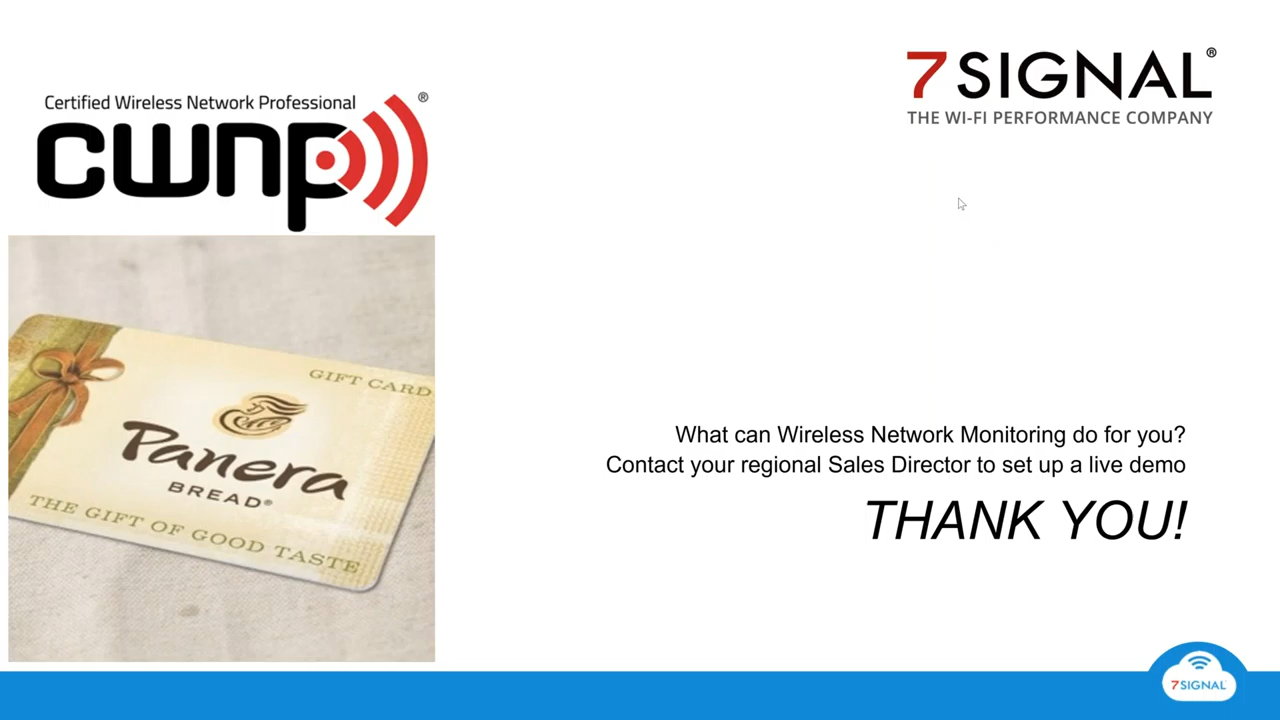 Certified Wireless Network Professional ®
cwnp
7SIGNAL®
THE WI-FI PERFORMANCE COMPANY
GIFT CARD
Panera
BREAD®
THE GIFT OF GOOD TASTE
What can Wireless Network Monitoring do for you?
Contact your regional Sales Director to set up a live demo
THANK YOU!
7SIGNAL